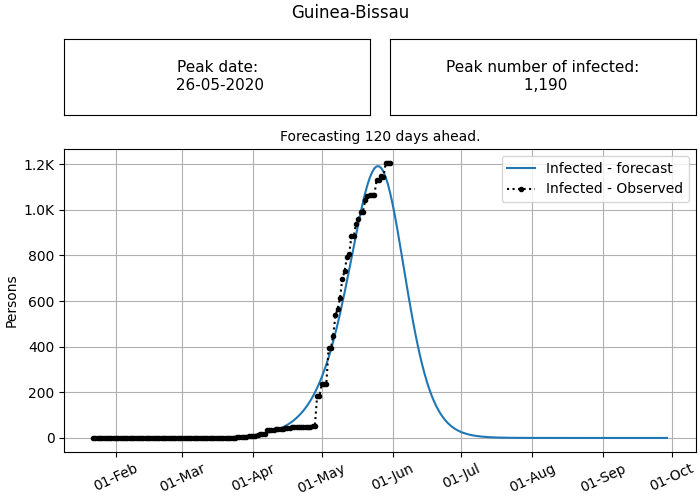 Guinea-Bissau
Peak date:
26-05-2020
Peak number of infected:
1,190
Forecasting 120 days ahead.
Infected - forecast
Infected - Observed
Persons
1.2K
1.0K
800
600
400
200
0
01-Feb
01-Mar
01-Apr
01-May
01-Jun
01-Jul
01-Aug
01-Sep
01-Oct